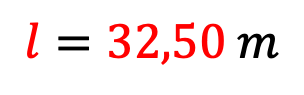 l = 32,50 m